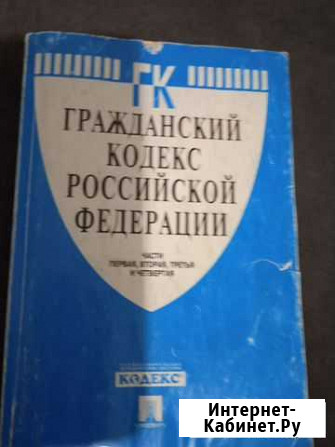 ГК
ГРАЖДАНСКИЙ
КОДЕКС
РОССИЙСКОЙ
ФЕДЕРАЦИИ
ЧАСТИ
ПЕРВАЯ, ВТОРАЯ, ТРЕТЬЯ
И ЧЕТВЕРТАЯ
КОДЕКС
Интернет-
Кабинет.Ру